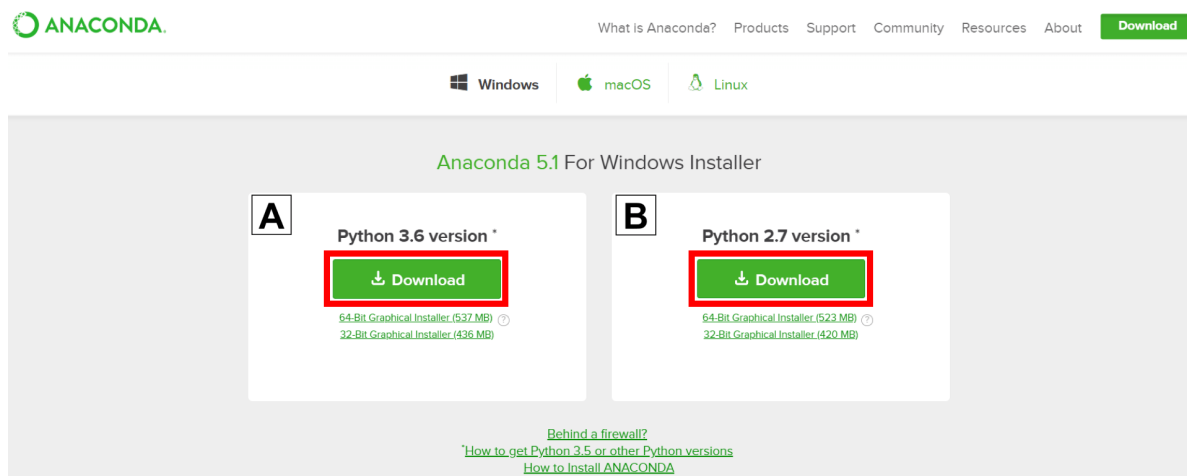 ANACONDA.
What is Anaconda? Products Support Community Resources About Download
Windows macOS Linux
Anaconda 5.1 For Windows Installer
A
Python 3.6 version *
Download
64-Bit Graphical Installer (537 MB) ?
32-Bit Graphical Installer (436 MB)
B
Python 2.7 version *
Download
64-Bit Graphical Installer (523 MB) ?
32-Bit Graphical Installer (420 MB)
Behind a firewall?
*How to get Python 3.5 or other Python versions
How to Install ANACONDA